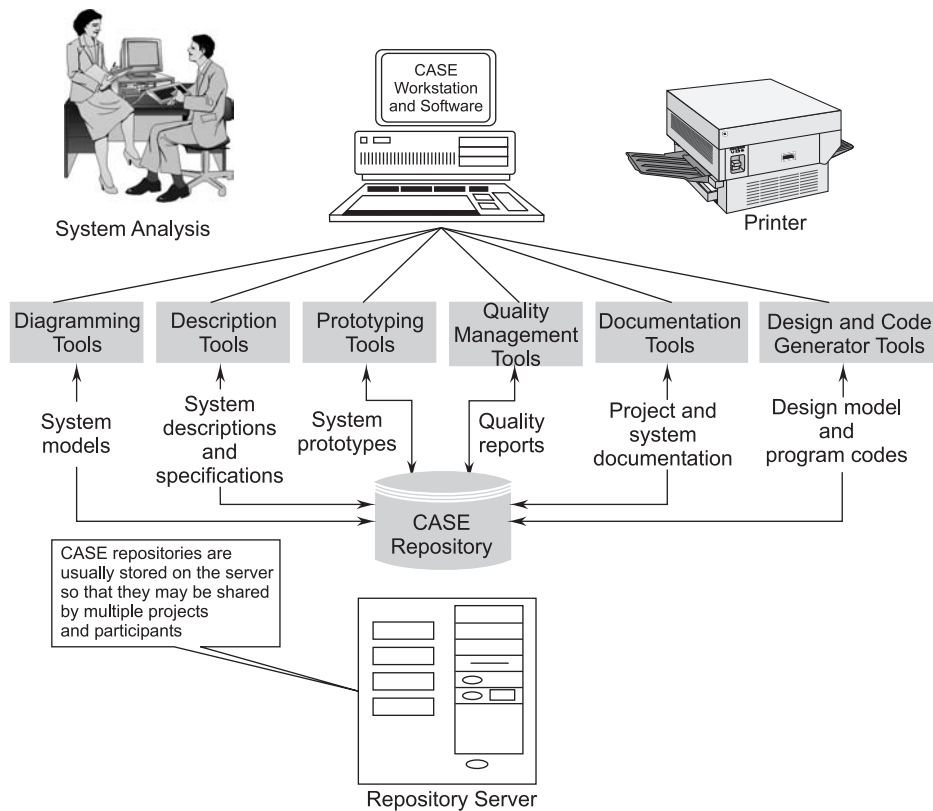 CASE
Workstation
and Software
System Analysis
Printer
Diagramming
Tools
Description
Tools
Prototyping
Tools
Quality
Management
Tools
Documentation
Tools
Design and Code
Generator Tools
System
models
System
descriptions
and
specifications
System
prototypes
Quality
reports
Project and
system
documentation
Design model
and
program codes
CASE
Repository
CASE repositories are
usually stored on the server
so that they may be shared
by multiple projects
and participants
Repository Server